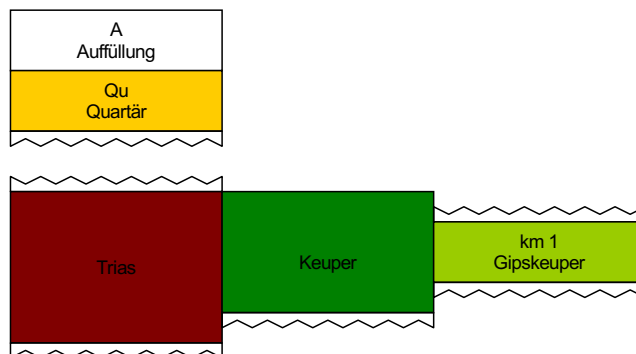 A
Auffüllung
Qu
Quartär
Trias
Keuper
km 1
Gipskeuper